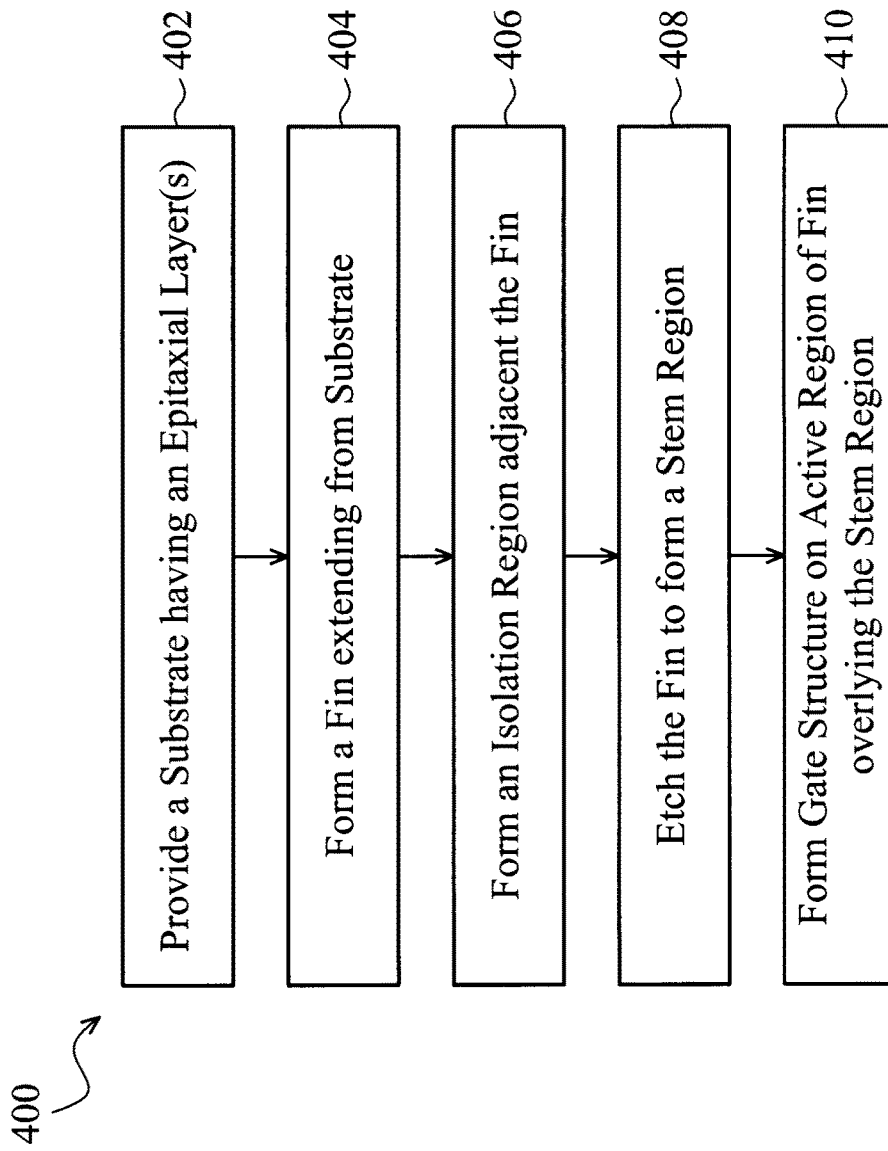 400
Provide a Substrate having an Epitaxial Layer(s)
402
Form a Fin extending from Substrate
404
Form an Isolation Region adjacent the Fin
406
Etch the Fin to form a Stem Region
408
Form Gate Structure on Active Region of Fin
overlying the Stem Region
410